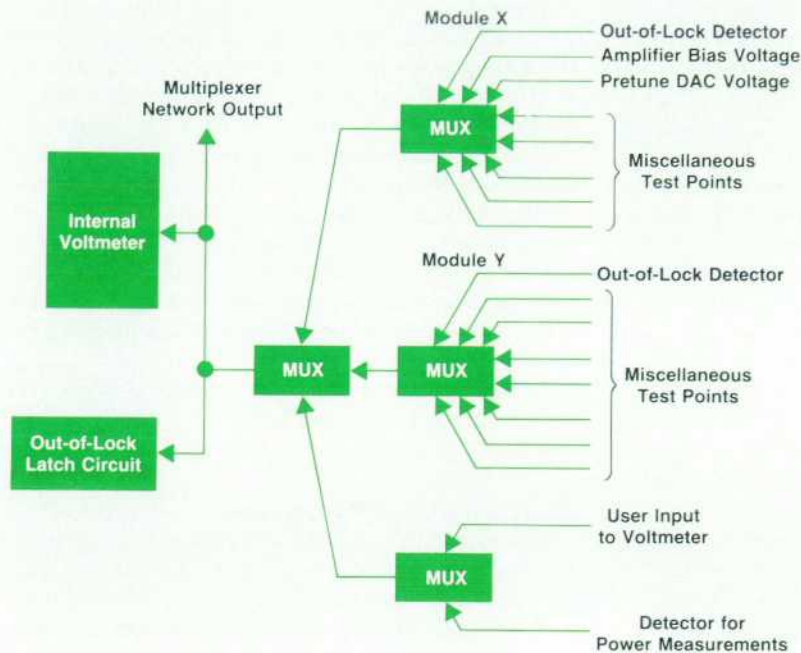 Module X
Out-of-Lock Detector
Amplifier Bias Voltage
Pretune DAC Voltage
Multiplexer
Network Output
MUX
Miscellaneous
Test Points
Internal
Voltmeter
Module Y
Out-of-Lock Detector
MUX
MUX
Miscellaneous
Test Points
Out-of-Lock
Latch Circuit
User Input
to Voltmeter
MUX
Detector for
Power Measurements